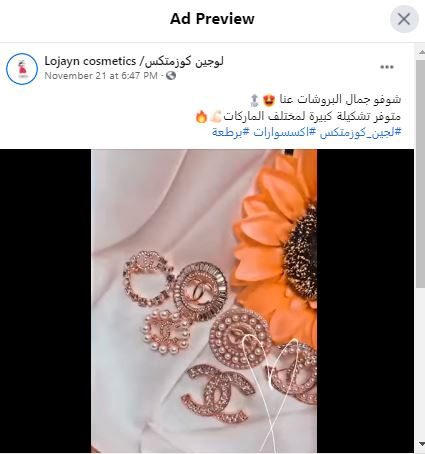 Ad Preview
Lojayn cosmetics /لوجين كوزمتكس
November 21 at 6:47 PM ·
شوفو جمال البروشات عنا
متوفر تشكيلة كبيرة لمختلف الماركات
#لجين_كوزمتكس #اكسسوارات #برطعة